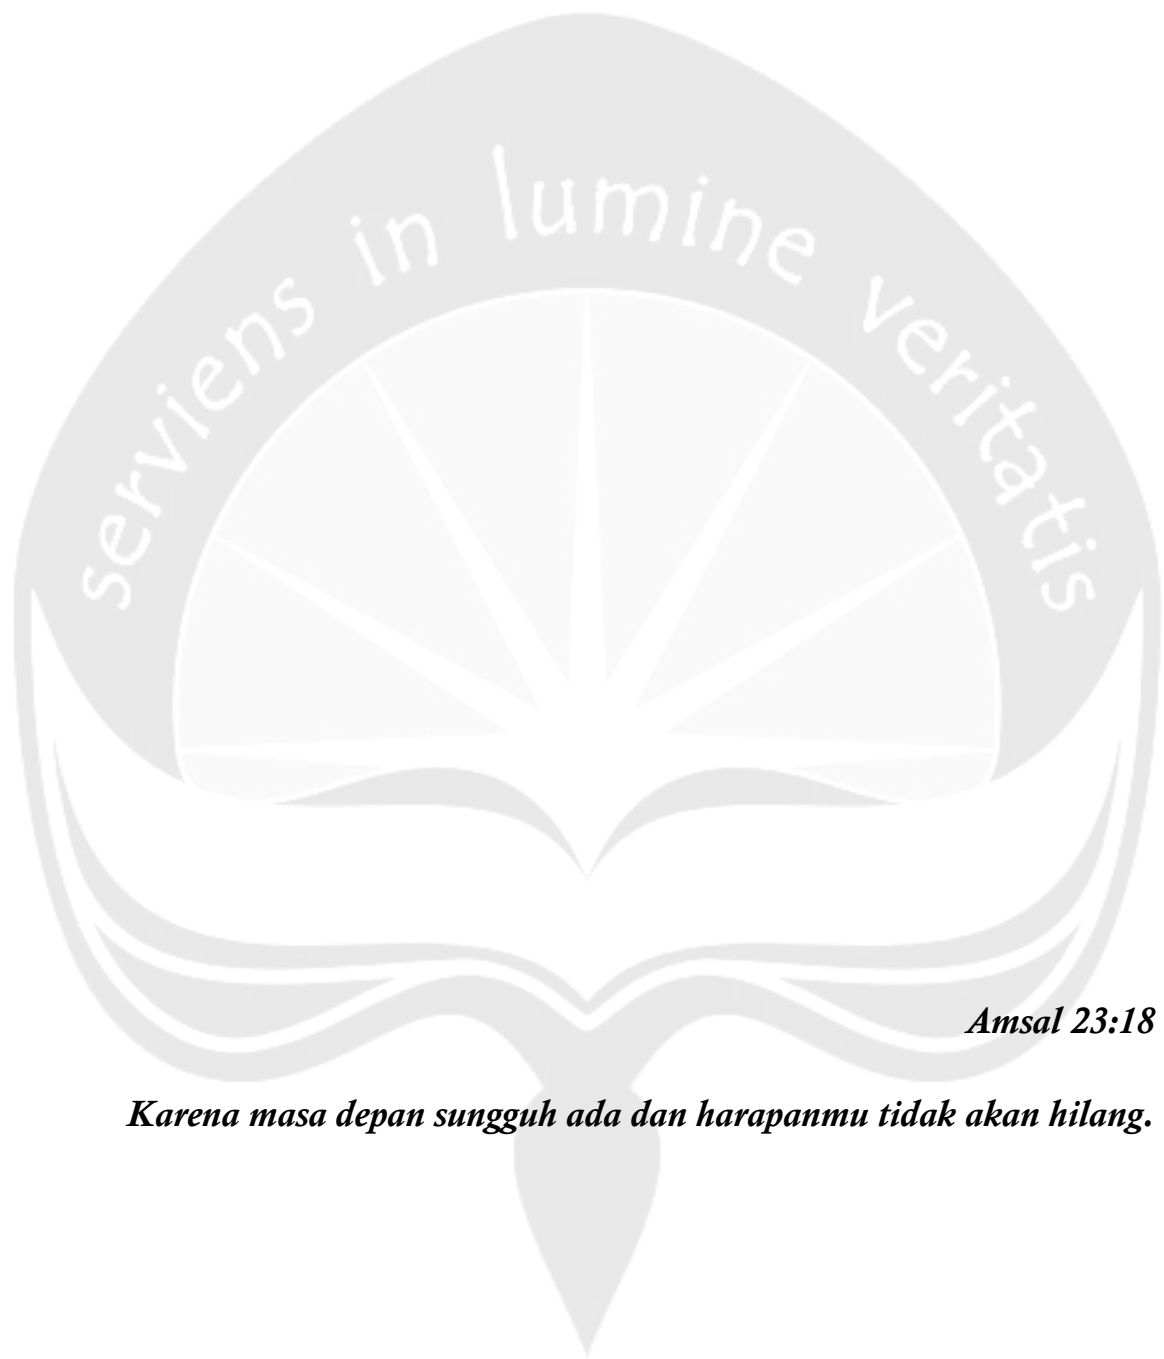 serviens in lumine veritatis
Amsal 23:18
Karena masa depan sungguh ada dan harapanmu tidak akan hilang.